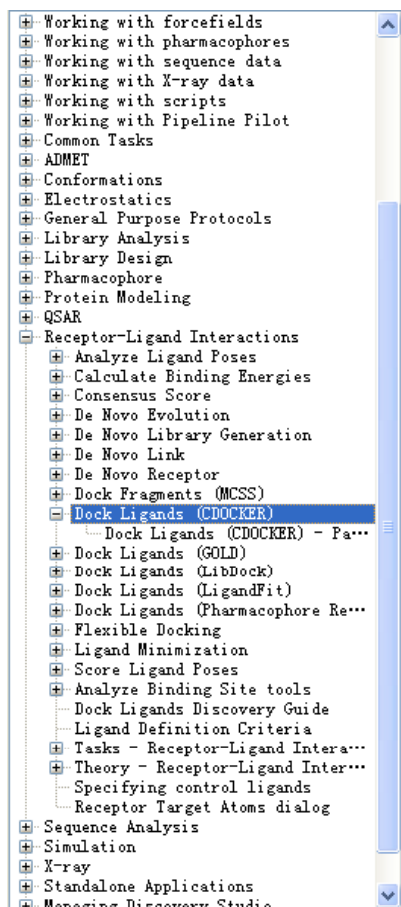 Working with forcefields
Working with pharmacophores
Working with sequence data
Working with X-ray data
Working with scripts
Working with Pipeline Pilot
Common Tasks
ADMET
Conformations
Electrostatics
General Purpose Protocols
Library Analysis
Library Design
Pharmacophore
Protein Modeling
QSAR
Receptor-Ligand Interactions
Analyze Ligand Poses
Calculate Binding Energies
Consensus Score
De Novo Evolution
De Novo Library Generation
De Novo Link
De Novo Receptor
Dock Fragments (MCSS)
Dock Ligands (CDOCKER)
Dock Ligands (CDOCKER) - Pa···
Dock Ligands (GOLD)
Dock Ligands (LibDock)
Dock Ligands (LigandFit)
Dock Ligands (Pharmacophore Re···
Flexible Docking
Ligand Minimization
Score Ligand Poses
Analyze Binding Site tools
Dock Ligands Discovery Guide
Ligand Definition Criteria
Tasks - Receptor-Ligand Intera···
Theory - Receptor-Ligand Inter···
Specifying control ligands
Receptor Target Atoms dialog
Sequence Analysis
Simulation
X-ray
Standalone Applications
Managing Discovery Studio